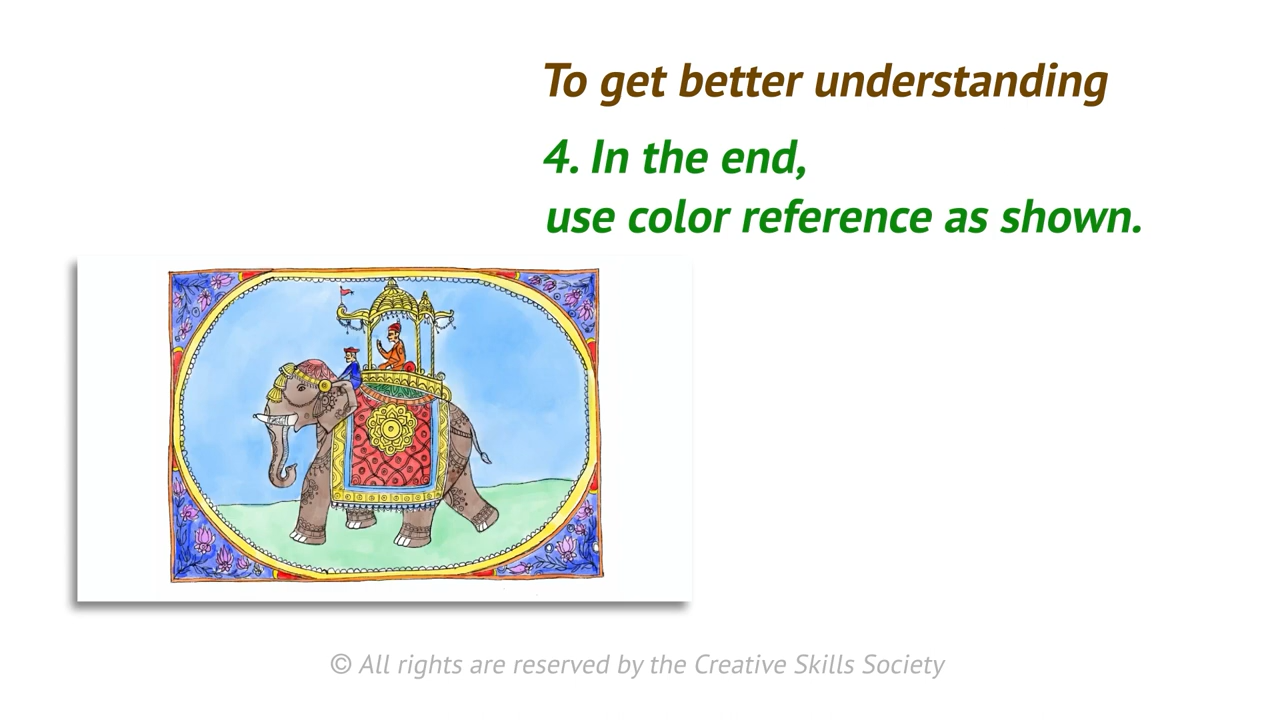 To get better understanding
4. In the end,
use color reference as shown.
© All rights are reserved by the Creative Skills Society